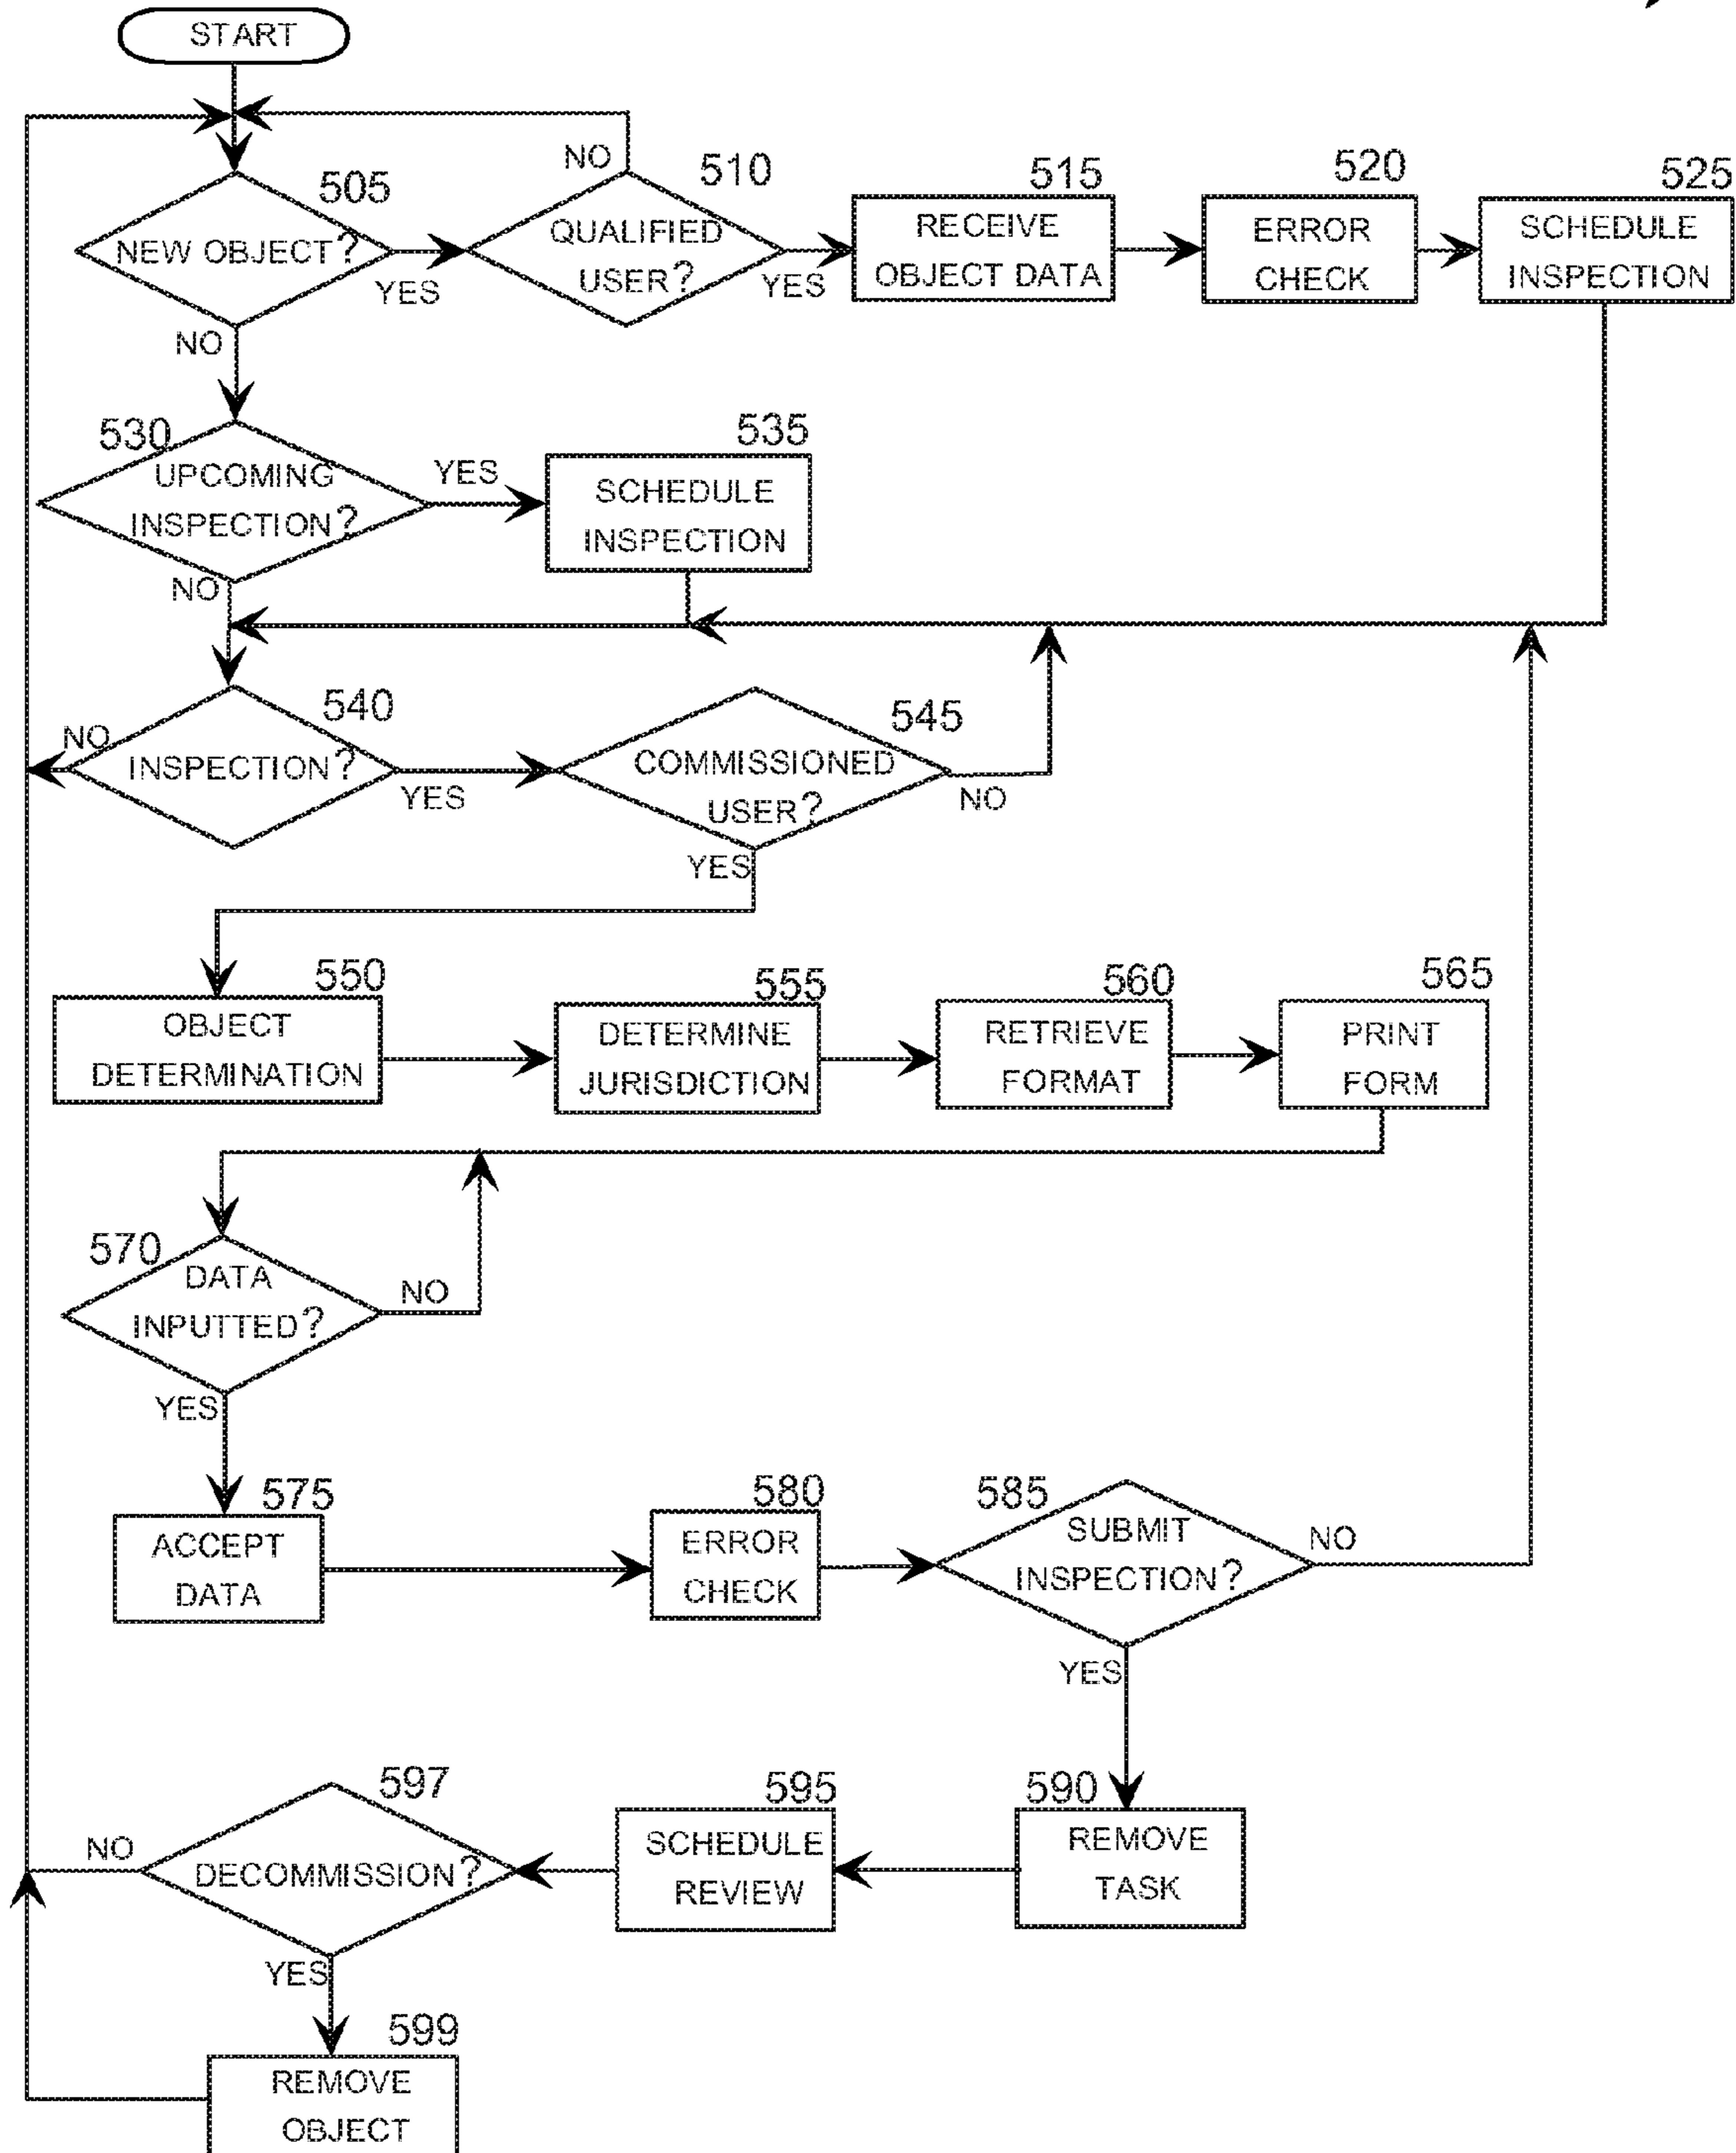 START
NO
505
510
515
520
525
NEW OBJECT?
YES
QUALIFIED
USER?
YES
RECEIVE
OBJECT DATA
ERROR
CHECK
SCHEDULE
INSPECTION
NO
530
UPCOMING
INSPECTION?
YES
535
SCHEDULE
INSPECTION
NO
NO
540
INSPECTION?
YES
545
COMMISSIONED
USER?
NO
YES
550
OBJECT
DETERMINATION
555
DETERMINE
JURISDICTION
560
RETRIEVE
FORMAT
565
PRINT
FORM
570
DATA
INPUTTED?
NO
YES
575
ACCEPT
DATA
580
ERROR
CHECK
585
SUBMIT
INSPECTION?
NO
YES
590
REMOVE
TASK
595
SCHEDULE
REVIEW
597
DECOMMISSION?
NO
YES
599
REMOVE
OBJECT